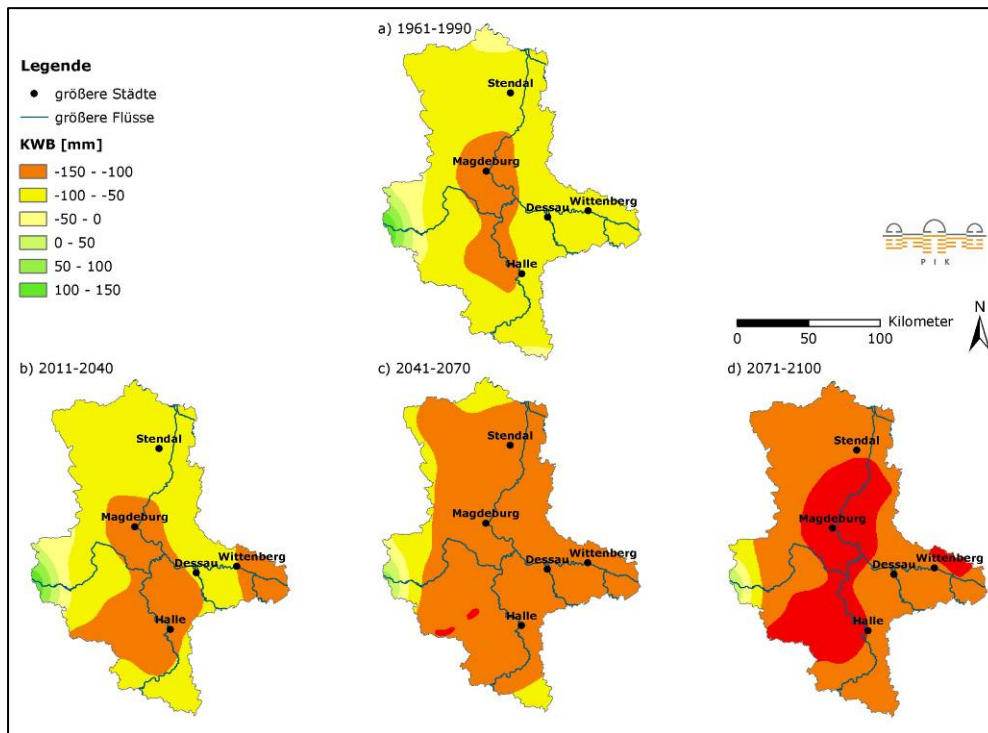 a) 1961-1990
Legende
größere Städte
größere Flüsse
KWB [mm]
-150 - -100
-100 - -50
-50 - 0
0 - 50
50 - 100
100 - 150
Stendal
Magdeburg
Dessau
Wittenberg
Halle
P I K
Kilometer
0 50 100
N
b) 2011-2040
Stendal
Magdeburg
Dessau
Wittenberg
Halle
c) 2041-2070
Stendal
Magdeburg
Dessau
Wittenberg
Halle
d) 2071-2100
Stendal
Magdeburg
Dessau
Wittenberg
Halle